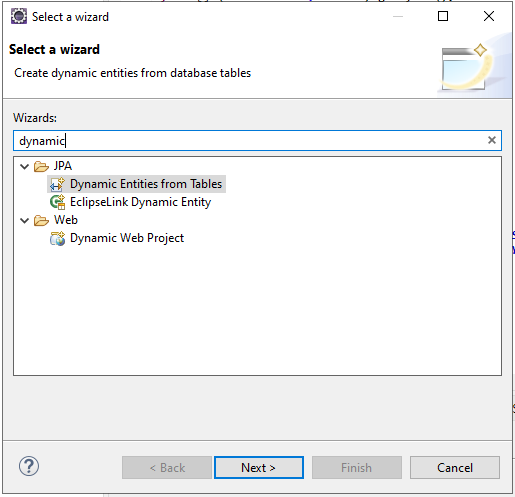 Select a wizard
Select a wizard
Create dynamic entities from database tables
Wizards:
dynamic
JPA
Dynamic Entities from Tables
EclipseLink Dynamic Entity
Web
Dynamic Web Project
? < Back Next > Finish Cancel